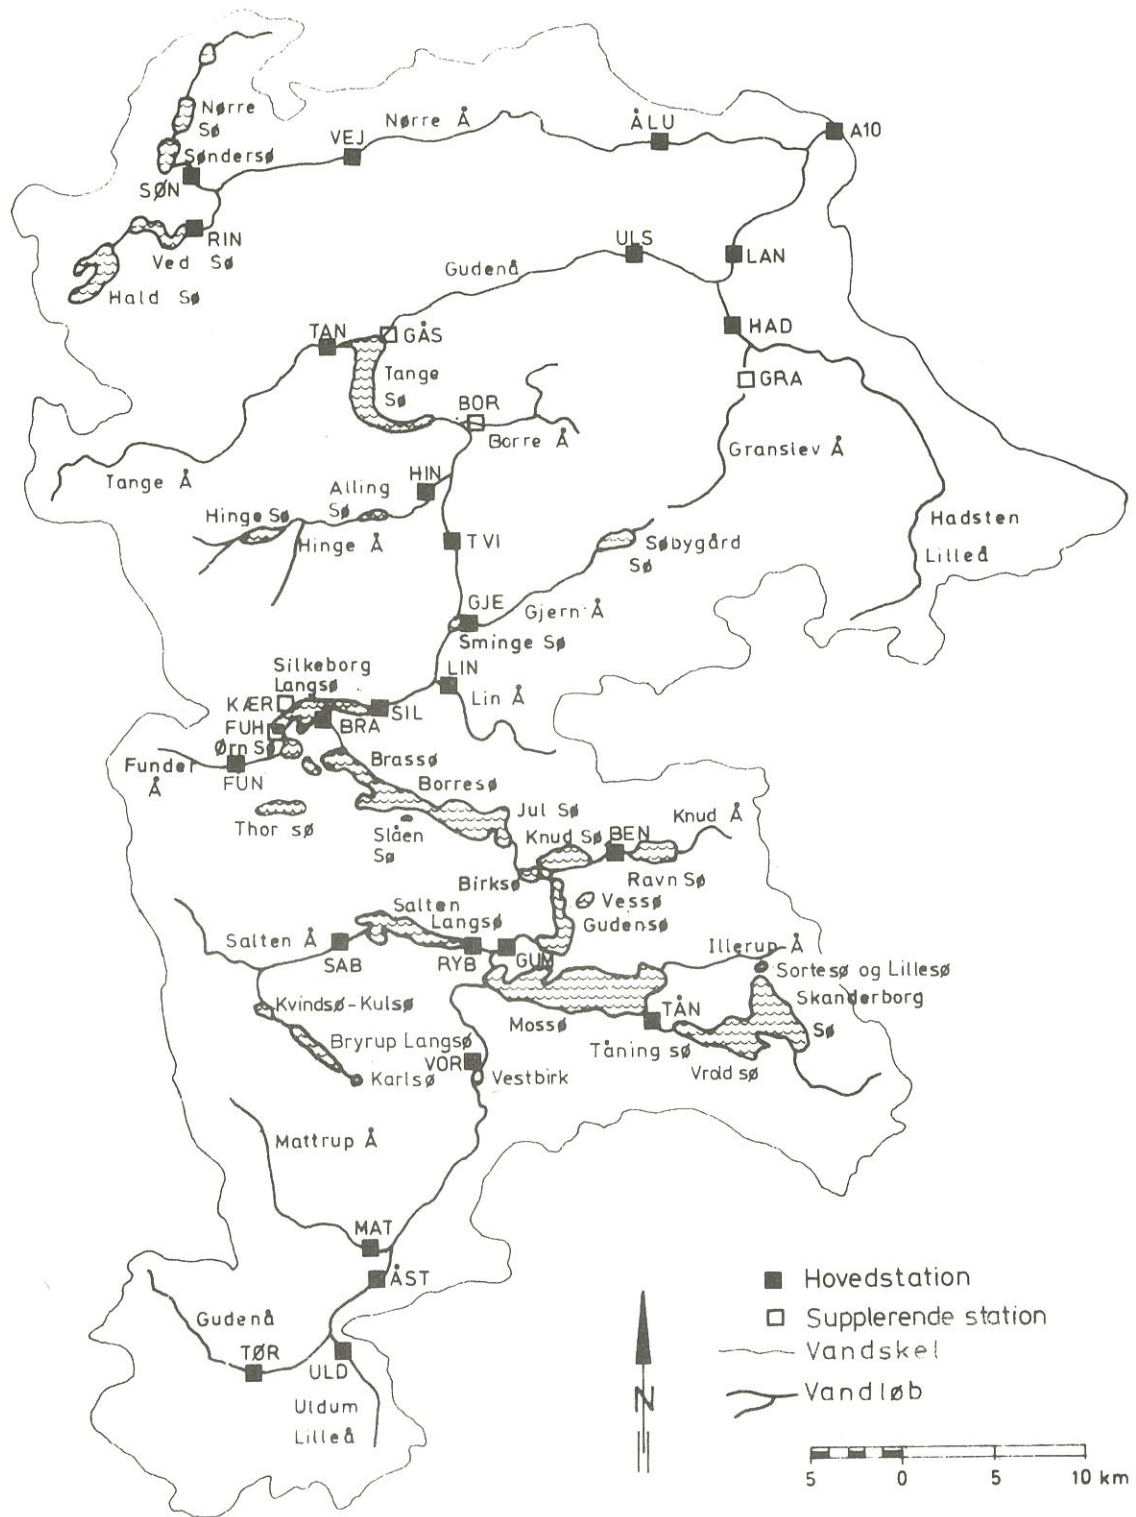 Nørre
Sø
Søndersø
SØN
VEJ
Nørre Å
ÅLU
A10
RIN
Ved Sø
Hald Sø
ULS
LAN
Gudenå
TAN
GÅS
HAD
GRA
Tange
Sø
BOR
Borre Å
Granslev Å
Tange Å
HIN
Alling
Sø
Hinge Sø
Hinge Å
TVI
Søbygård
Sø
Hadsten
Lilleå
GJE
Gjern Å
Sminge Sø
LIN
Lin Å
Silkeborg
Langsø
KÆR
SIL
FUH
BRA
Ørn Sø
Funder
Å
FUN
Brassø
Borresø
Thor sø
Slåen
Sø
Jul Sø
Knud Sø
BEN
Knud Å
Ravn Sø
Birksø
Vessø
Gudensø
Salten
Langsø
Salten Å
SAB
RYB
GUM
Illerup Å
Sortesø og Lillesø
Skanderborg
Sø
Kvindsø-Kulsø
Mossø
TÅN
Tåning sø
Vrold sø
Bryrup Langsø
VOR
Karlsø
Vestbirk
Mattrup Å
MAT
ÅST
Gudenå
TØR
ULD
Uldum
Lilleå
Hovedstation
Supplerende station
Vandskel
Vandløb
N
5 0 5 10 km